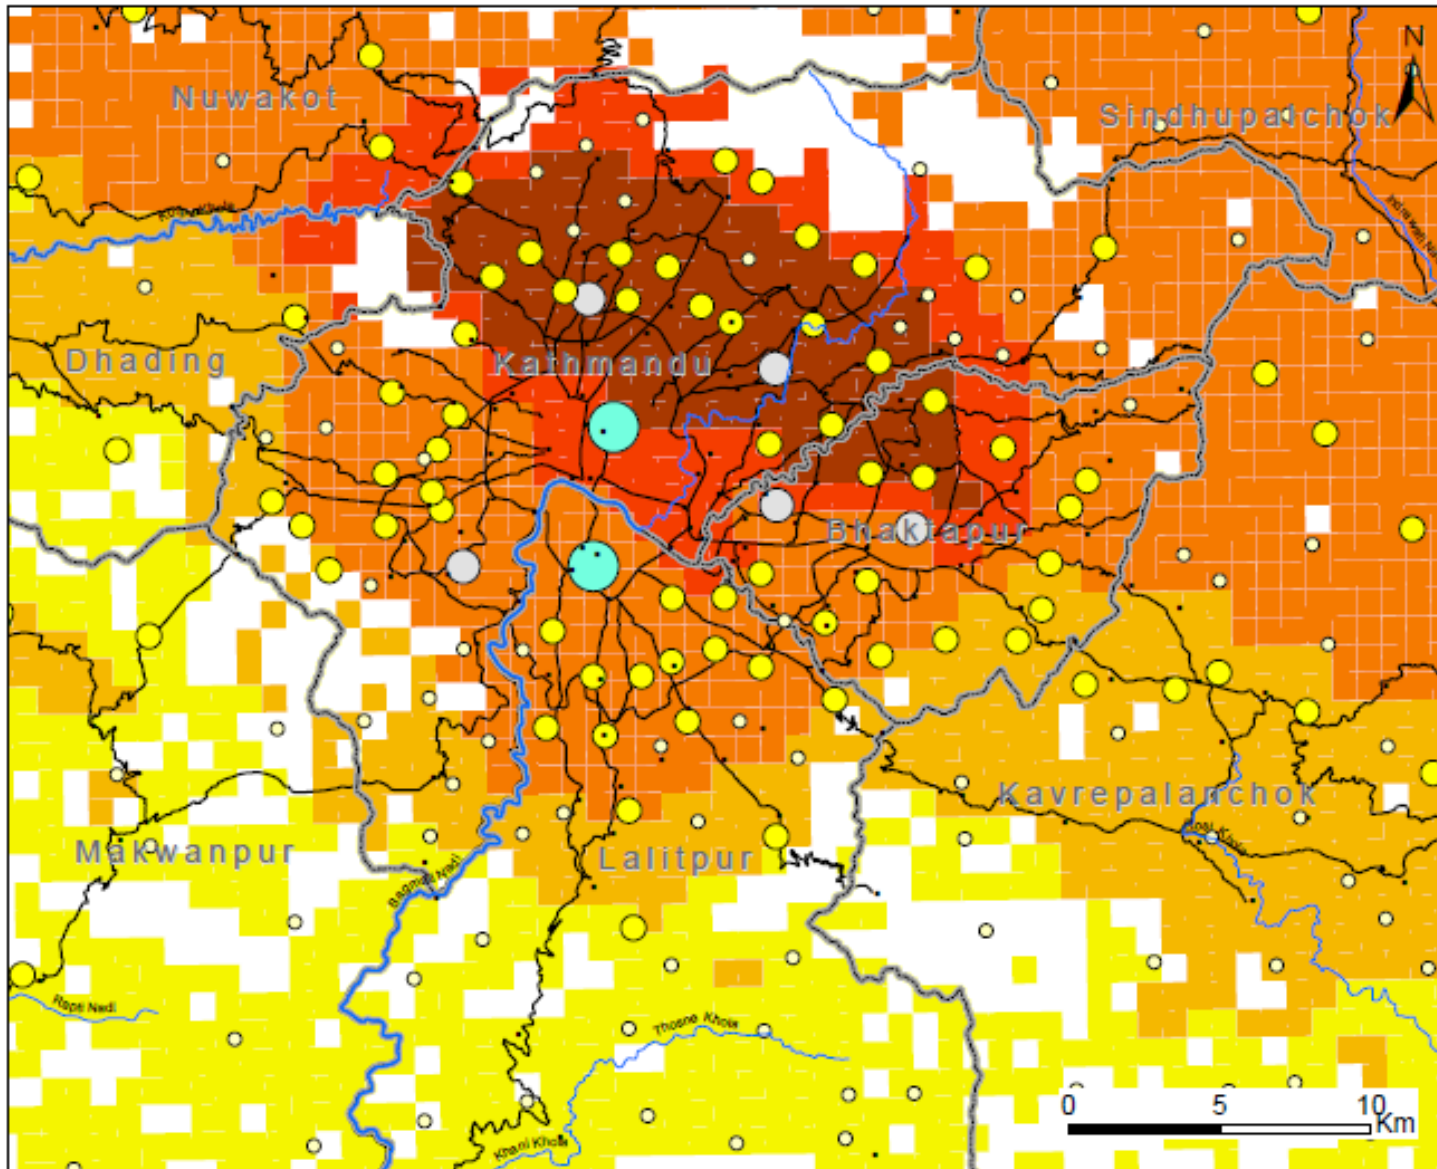 N
Nuwakot
Sindhupalchok
Dhading
Kathmandu
Bhaktapur
Kavrepalanchok
Makwanpur
Lalitpur
Bagmati Nadi
Rapti Nadi
Thosne Khola
Khani Khola
0 5 10
Km